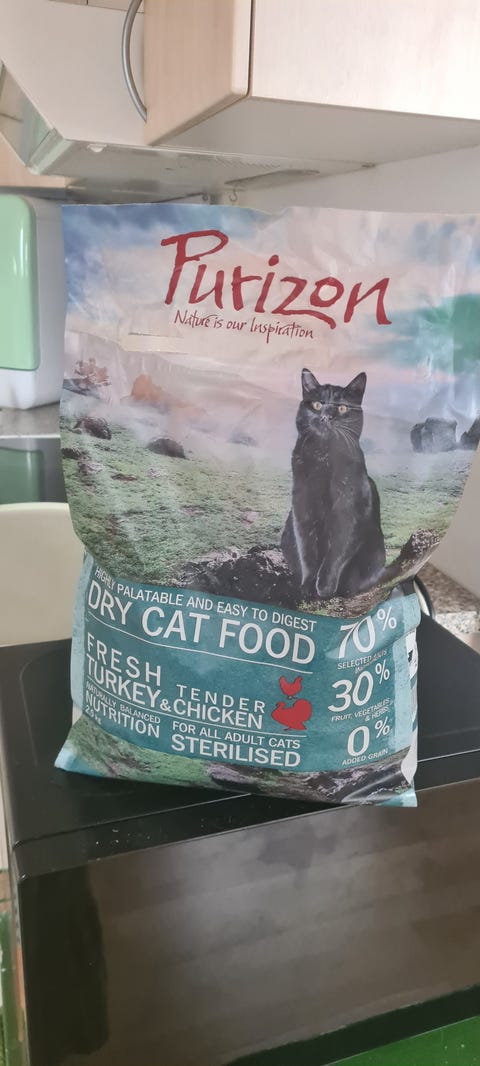 Purizon
Nature is our Inspiration
HIGHLY PALATABLE AND EASY TO DIGEST
DRY CAT FOOD
FRESH
TURKEY & TENDER CHICKEN
NATURALLY BALANCED
NUTRITION
FOR ALL ADULT CATS
STERILISED
70%
SELECTED
30%
FRUIT, VEGETABLES
& HERBS
0%
ADDED GRAIN